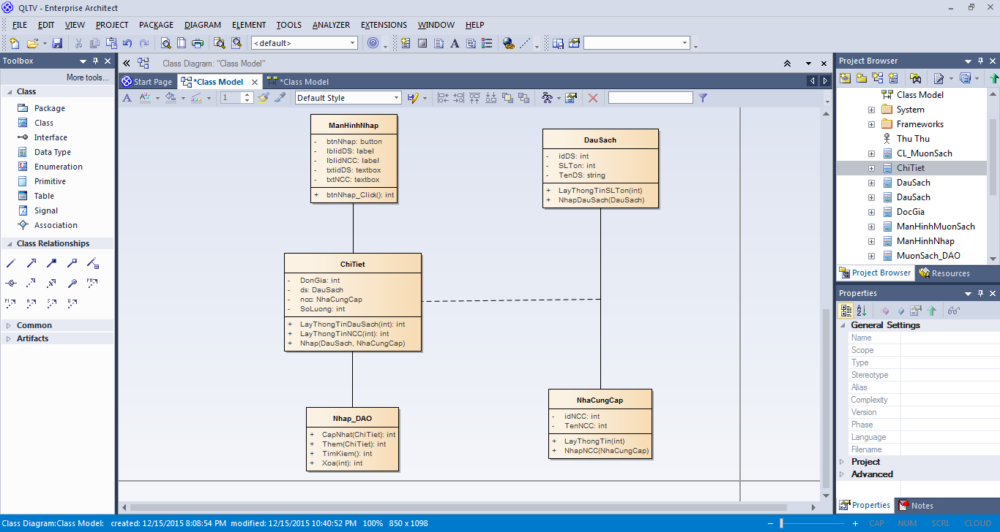 QLTV - Enterprise Architect
FILE EDIT VIEW PROJECT PACKAGE DIAGRAM ELEMENT TOOLS ANALYZER EXTENSIONS WINDOW HELP
<default>
Toolbox
More tools...
Class
Package
Class
Interface
Data Type
Enumeration
Primitive
Table
Signal
Association
Class Relationships
Common
Artifacts
Class Diagram: "Class Model"
Start Page *Class Model *Class Model
1 Default Style
ManHinhNhap
- btnNhap: button
- lblidDS: label
- lblidNCC: label
- txtidDS: textbox
- txtNCC: textbox
+ btnNhap_Click(): int
DauSach
- idDS: int
- SLTon: int
- TenDS: string
+ LayThongTinSLTon(int)
+ NhapDauSach(DauSach)
ChiTiet
- DonGia: int
- ds: DauSach
- ncc: NhaCungCap
- SoLuong: int
+ LayThongTinDauSach(int): int
+ LayThongTinNCC(int): int
+ Nhap(DauSach, NhaCungCap)
Nhap_DAO
+ CapNhat(ChiTiet): int
+ Them(ChiTiet): int
+ TimKiem(): int
+ Xoa(int): int
NhaCungCap
- idNCC: int
- TenNCC: int
+ LayThongTin(int)
+ NhapNCC(NhaCungCap)
Project Browser
Class Model
System
Frameworks
Thu Thu
CL_MuonSach
ChiTiet
DauSach
DauSach
DocGia
ManHinhMuonSach
ManHinhNhap
MuonSach_DAO
Project Browser Resources
Properties
General Settings
Name
Scope
Type
Stereotype
Alias
Complexity
Version
Phase
Language
Filename
Project
Advanced
Properties Notes
Class Diagram:Class Model: created: 12/15/2015 8:08:54 PM modified: 12/15/2015 10:40:52 PM 100% 850 x 1098
CAP NUM SCRL CLOUD